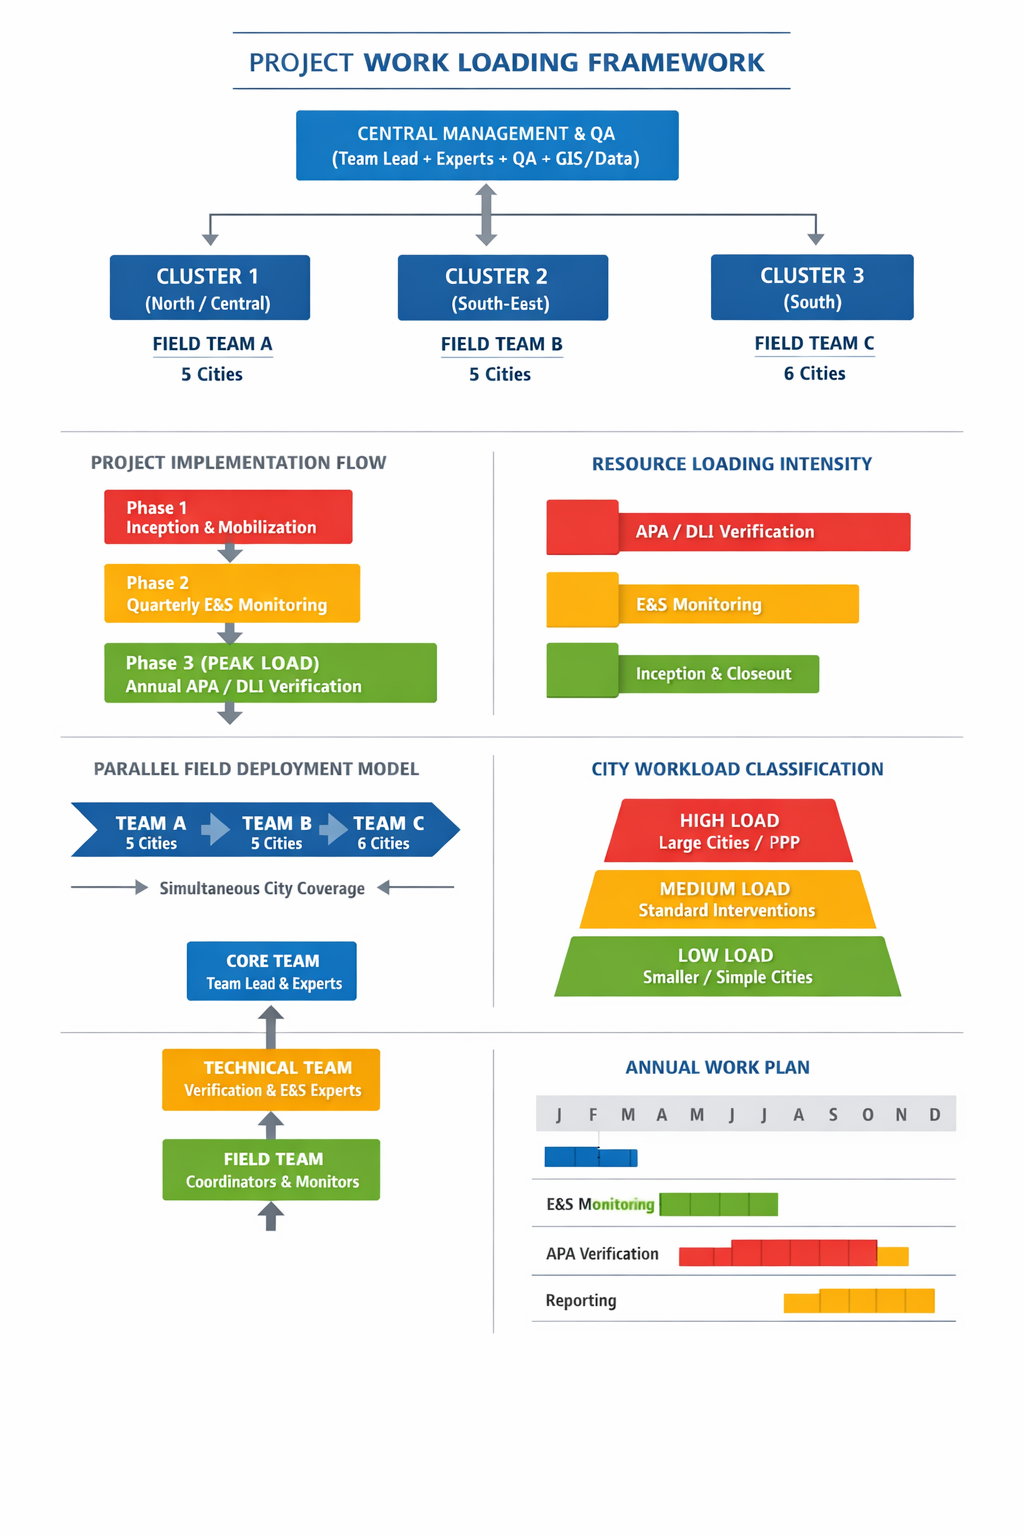 PROJECT WORK LOADING FRAMEWORK
CENTRAL MANAGEMENT & QA
(Team Lead + Experts + QA + GIS/Data)
CLUSTER 1
(North / Central)
FIELD TEAM A
5 Cities
CLUSTER 2
(South-East)
FIELD TEAM B
5 Cities
CLUSTER 3
(South)
FIELD TEAM C
6 Cities
PROJECT IMPLEMENTATION FLOW
Phase 1
Inception & Mobilization
Phase 2
Quarterly E&S Monitoring
Phase 3 (PEAK LOAD)
Annual APA / DLI Verification
RESOURCE LOADING INTENSITY
APA / DLI Verification
E&S Monitoring
Inception & Closeout
PARALLEL FIELD DEPLOYMENT MODEL
TEAM A
5 Cities
TEAM B
5 Cities
TEAM C
6 Cities
Simultaneous City Coverage
CITY WORKLOAD CLASSIFICATION
HIGH LOAD
Large Cities / PPP
MEDIUM LOAD
Standard Interventions
LOW LOAD
Smaller / Simple Cities
CORE TEAM
Team Lead & Experts
TECHNICAL TEAM
Verification & E&S Experts
FIELD TEAM
Coordinators & Monitors
ANNUAL WORK PLAN
J F M A M J J A S O N D
E&S Monitoring
APA Verification
Reporting